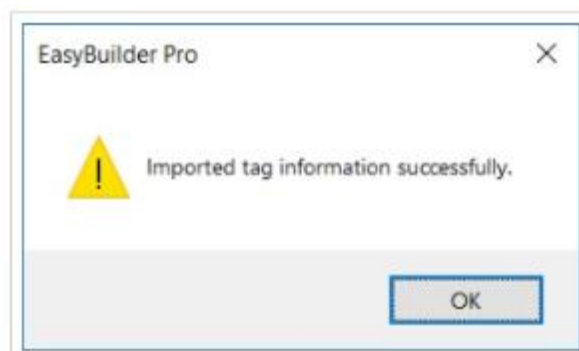 EasyBuilder Pro
Imported tag information successfully.
OK